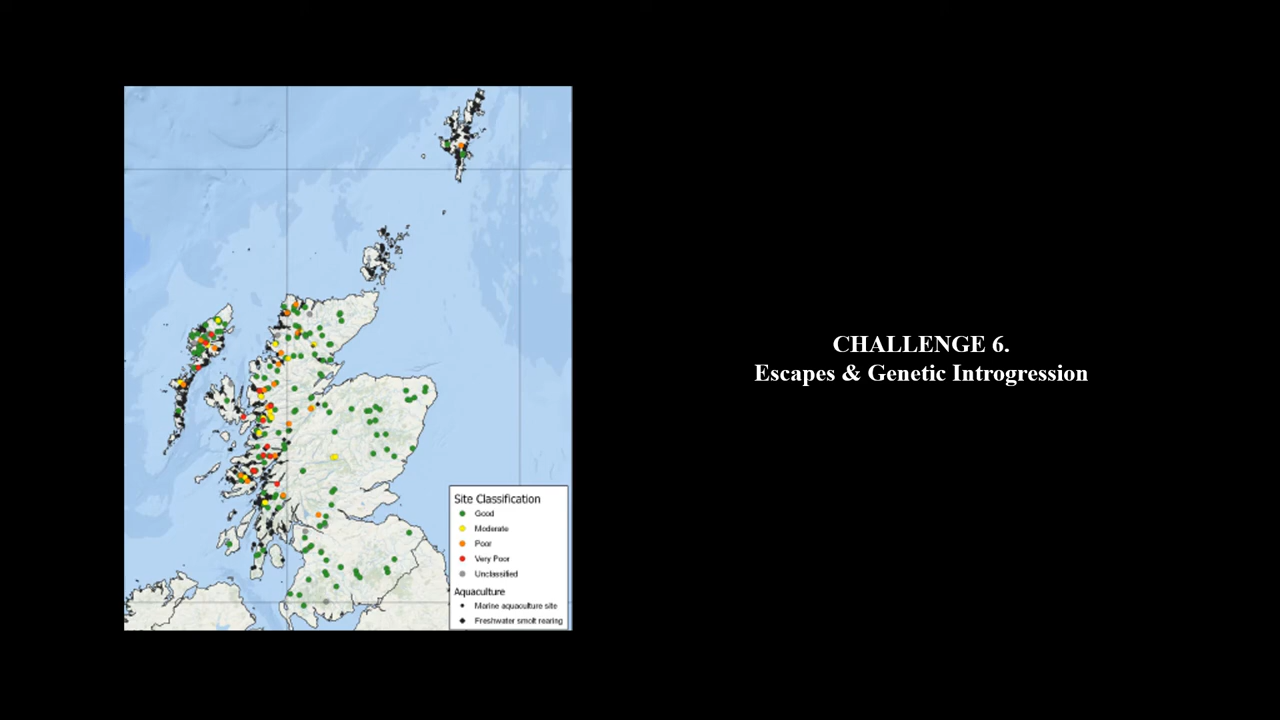 CHALLENGE 6.
Escapes & Genetic Introgression
Site Classification
Good
Moderate
Poor
Very Poor
Unclassified
Aquaculture
Marine aquaculture site
Freshwater smolt rearing